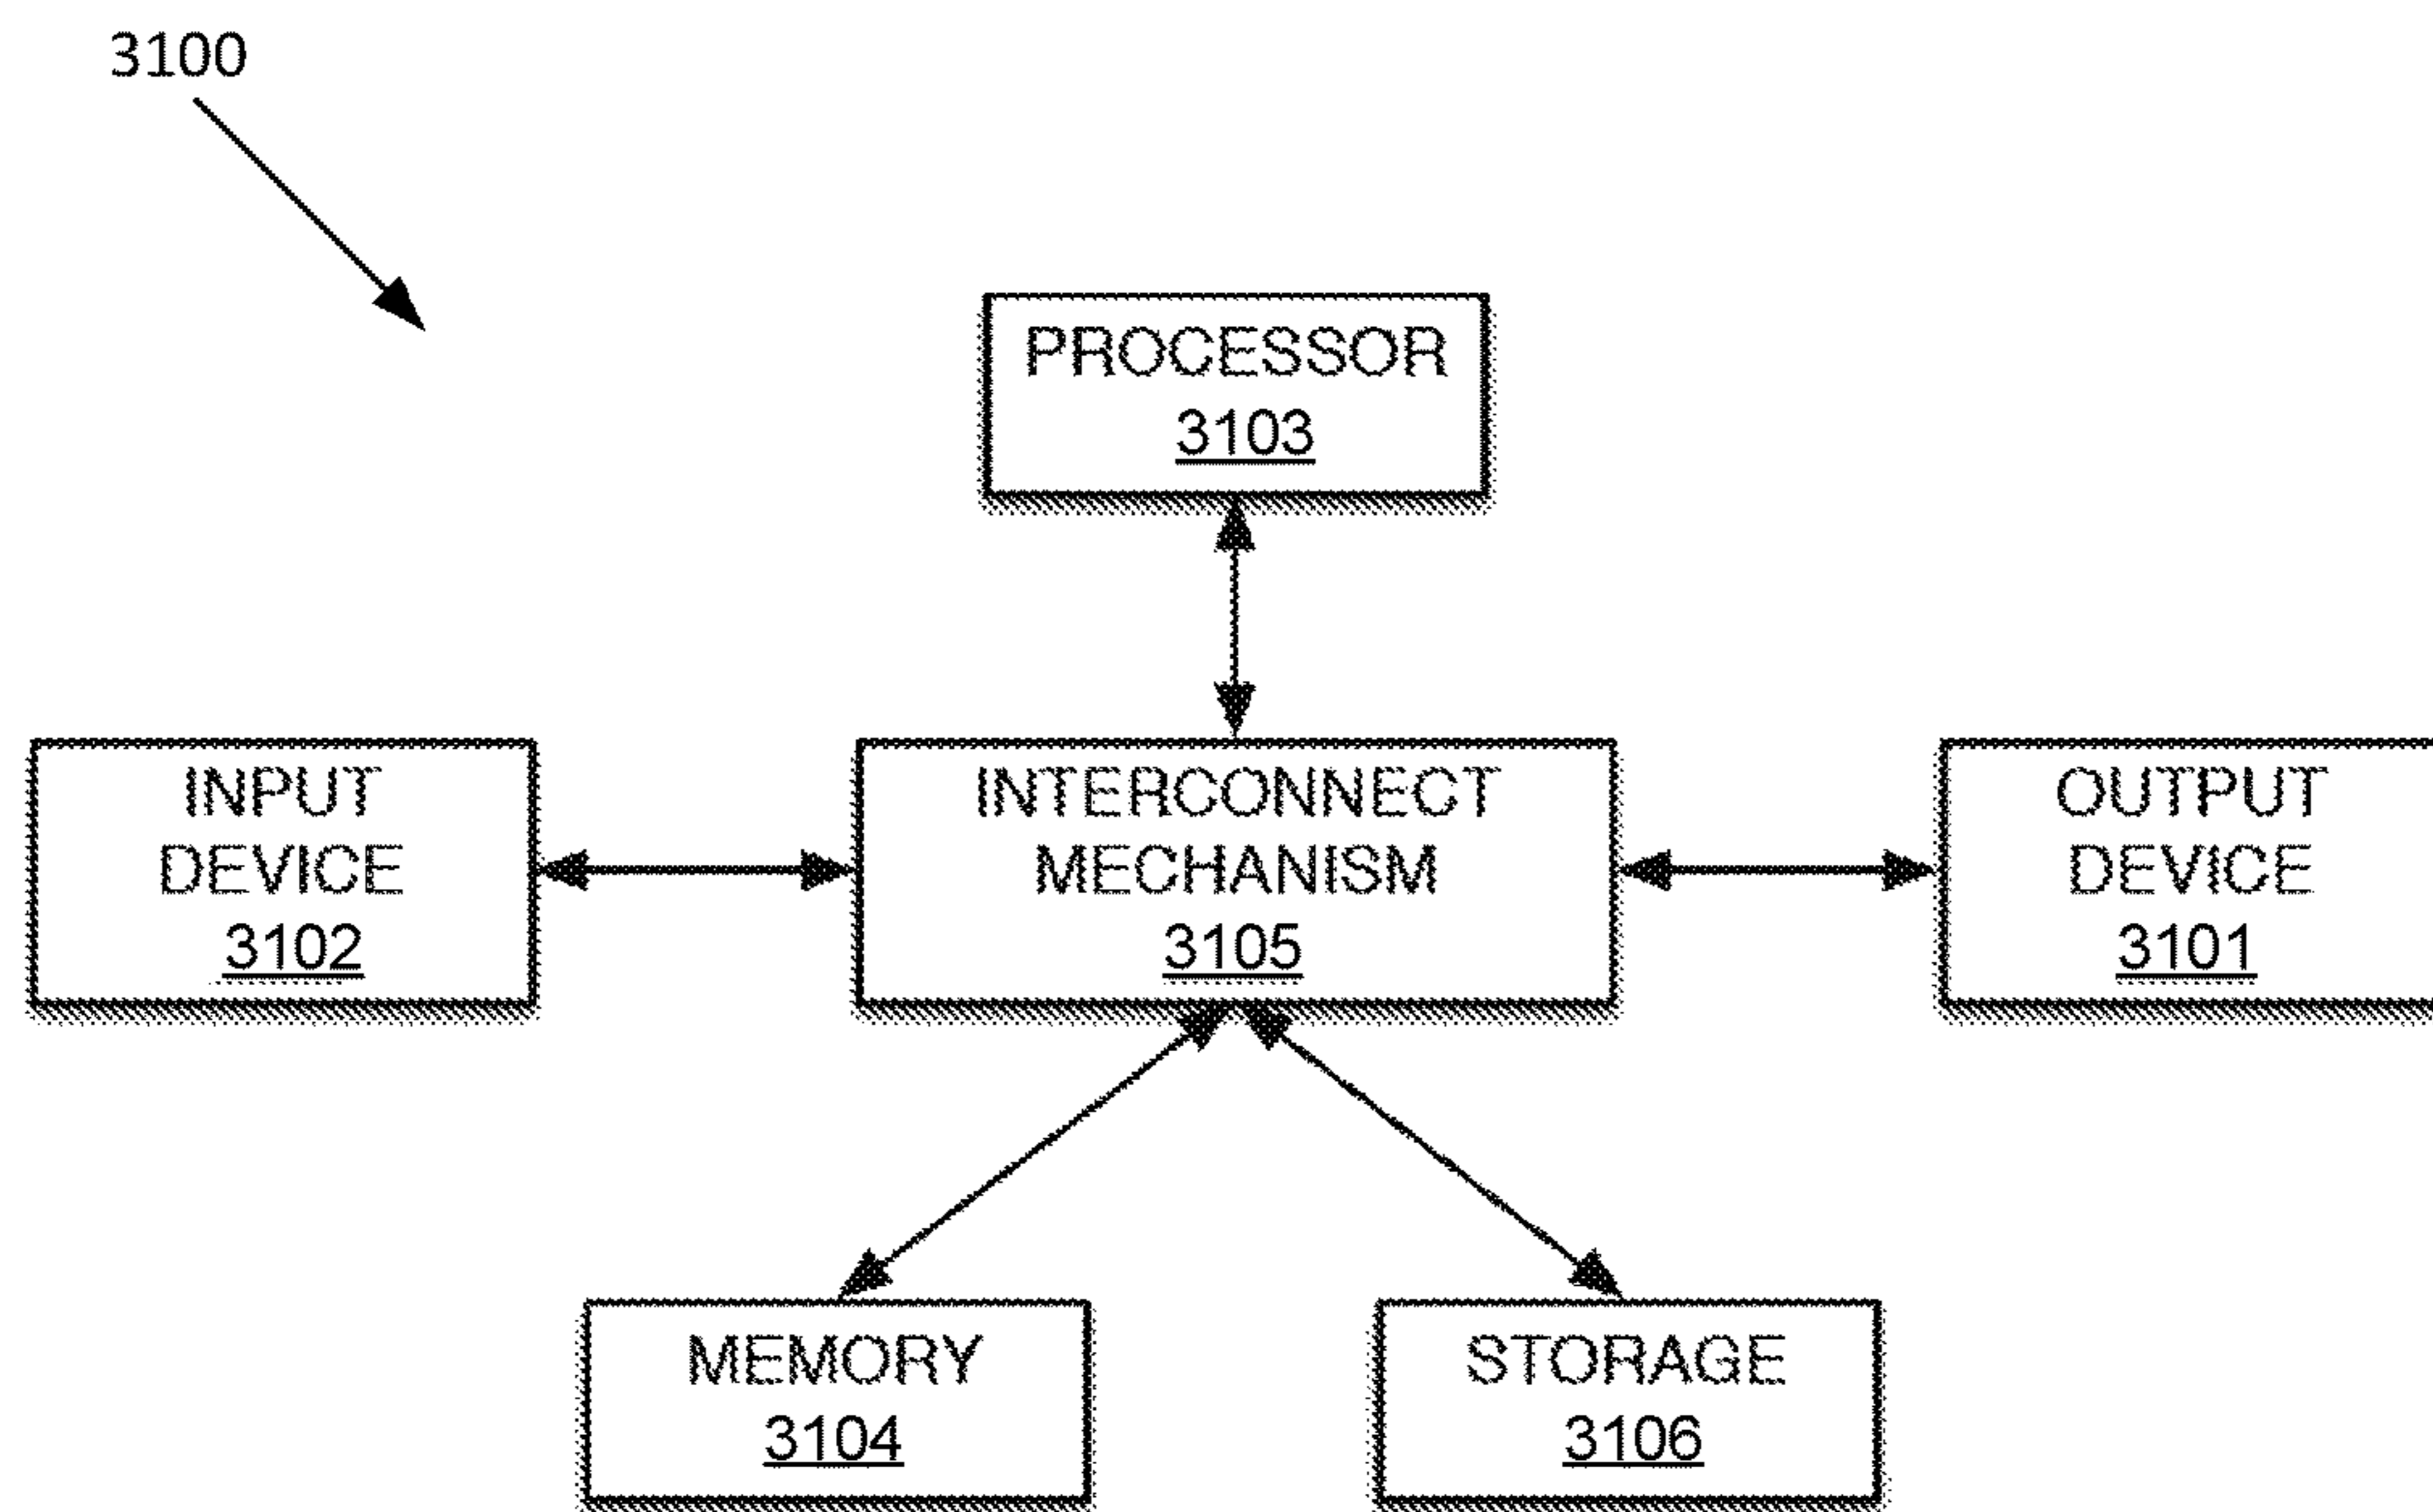 3100
PROCESSOR
3103
INPUT
DEVICE
3102
INTERCONNECT
MECHANISM
3105
OUTPUT
DEVICE
3101
MEMORY
3104
STORAGE
3106